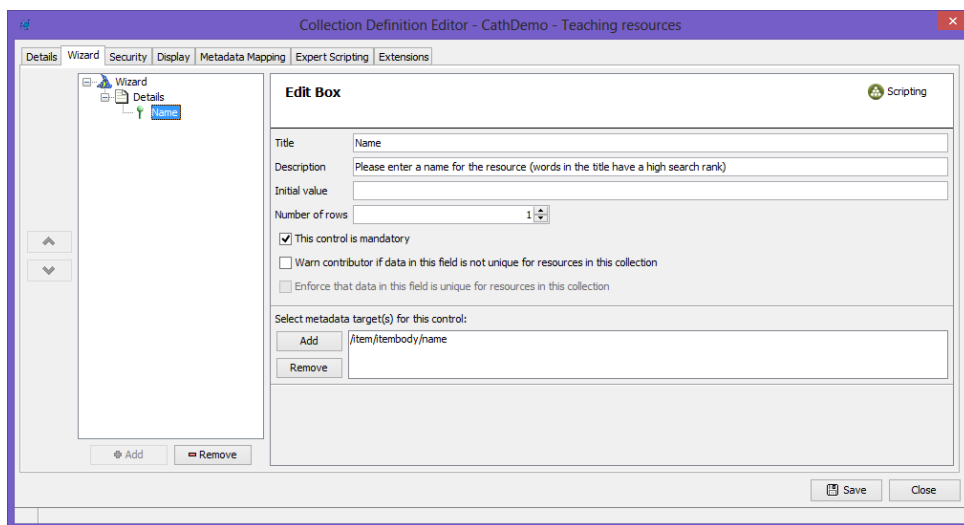 Collection Definition Editor - CathDemo - Teaching resources
Details Wizard Security Display Metadata Mapping Expert Scripting Extensions
Wizard
Details
Name
Edit Box
Scripting
Title Name
Description Please enter a name for the resource (words in the title have a high search rank)
Initial value
Number of rows 1
This control is mandatory
Warn contributor if data in this field is not unique for resources in this collection
Enforce that data in this field is unique for resources in this collection
Select metadata target(s) for this control:
Add /item/itembody/name
Remove
Add Remove
Save Close